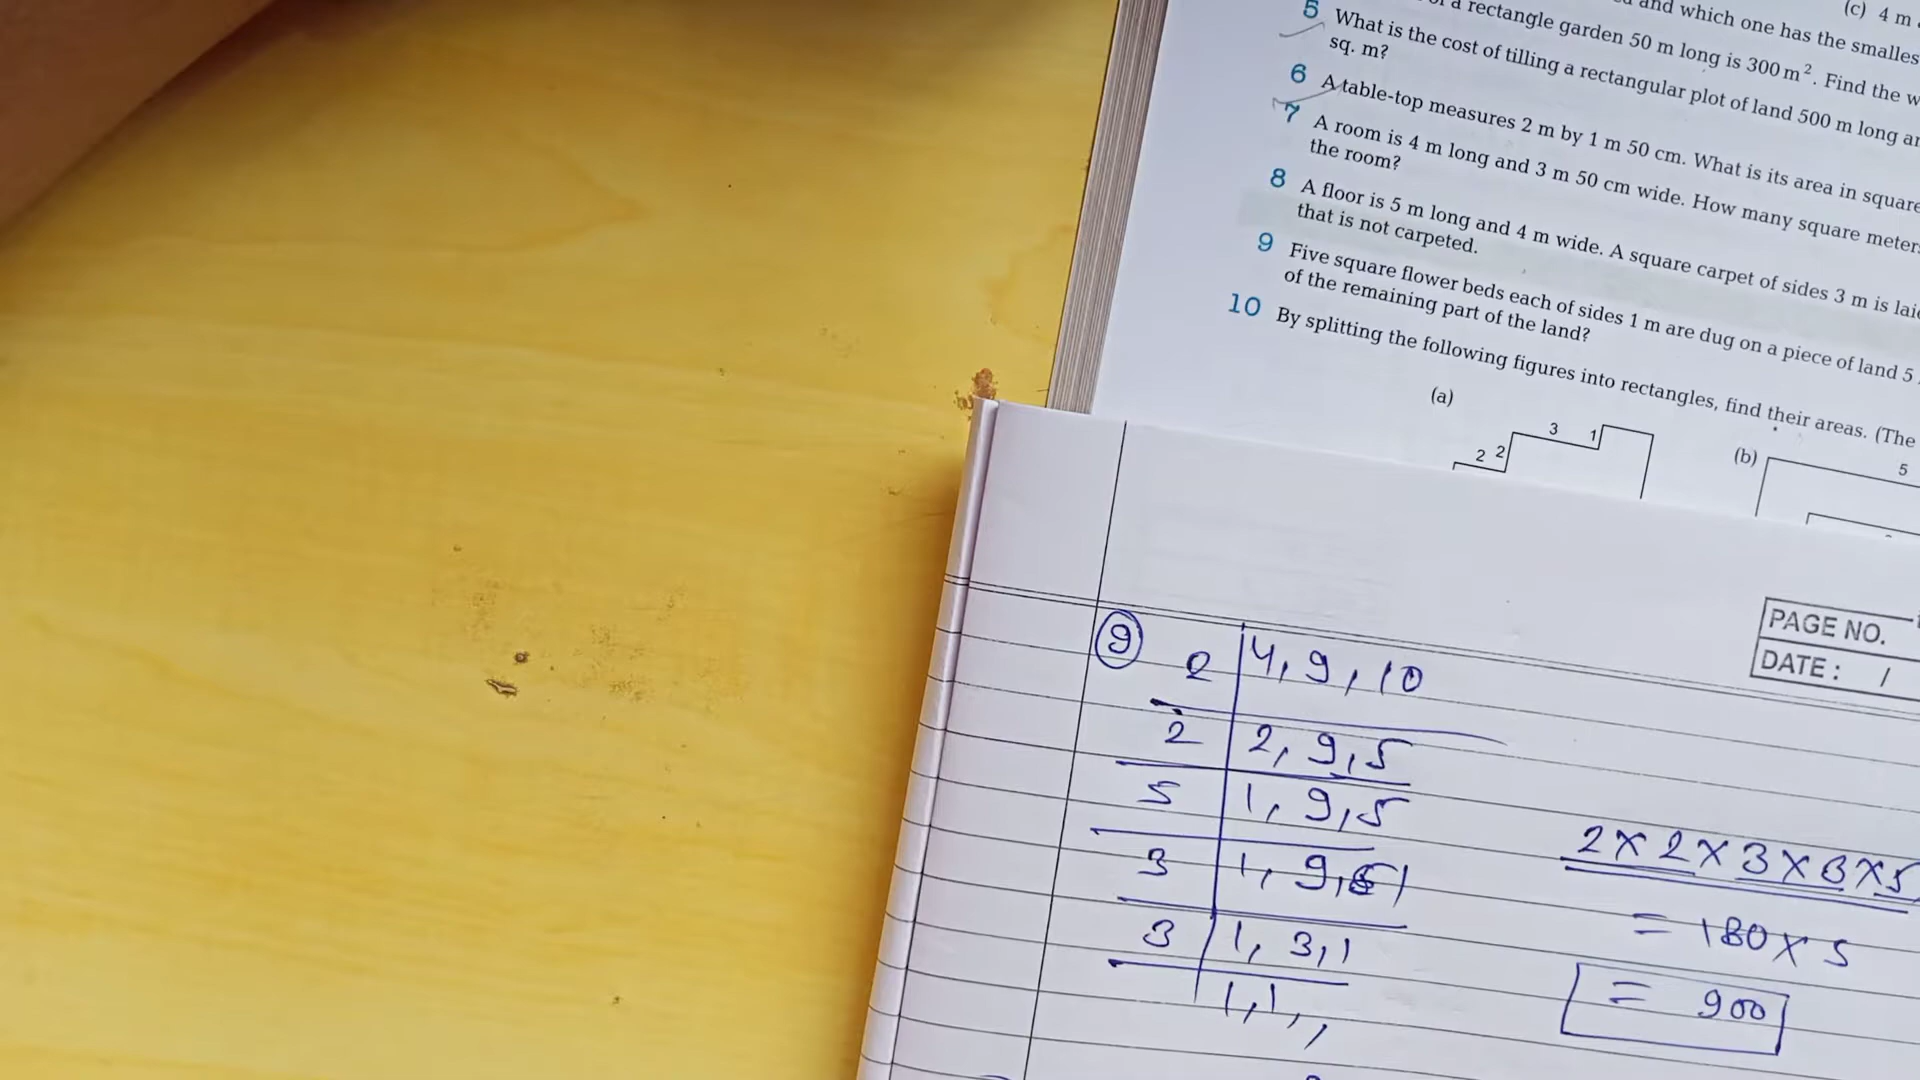 (c) 4 m
and which one has the smalles
a rectangle garden 50 m long is 300 m². Find the w
5 What is the cost of tilling a rectangular plot of land 500 m long
sq. m?
6 A table-top measures 2 m by 1 m 50 cm. What is its area in square
7 A room is 4 m long and 3 m 50 cm wide. How many square meter
the room?
8 A floor is 5 m long and 4 m wide. A square carpet of sides 3 m is
that is not carpeted.
9 Five square flower beds each of sides 1 m are dug on a piece of land 5
of the remaining part of the land?
10 By splitting the following figures into rectangles, find their areas. (The
(a)
2 2 3 1
(b)
5
PAGE NO.
DATE: /
9
2 4, 9, 10
2 2, 9, 5
5 1, 9, 5
3 1, 9, 1
3 1, 3, 1
1, 1, ,
2 x 2 x 3 x 3 x 5
= 180 x 5
= 900